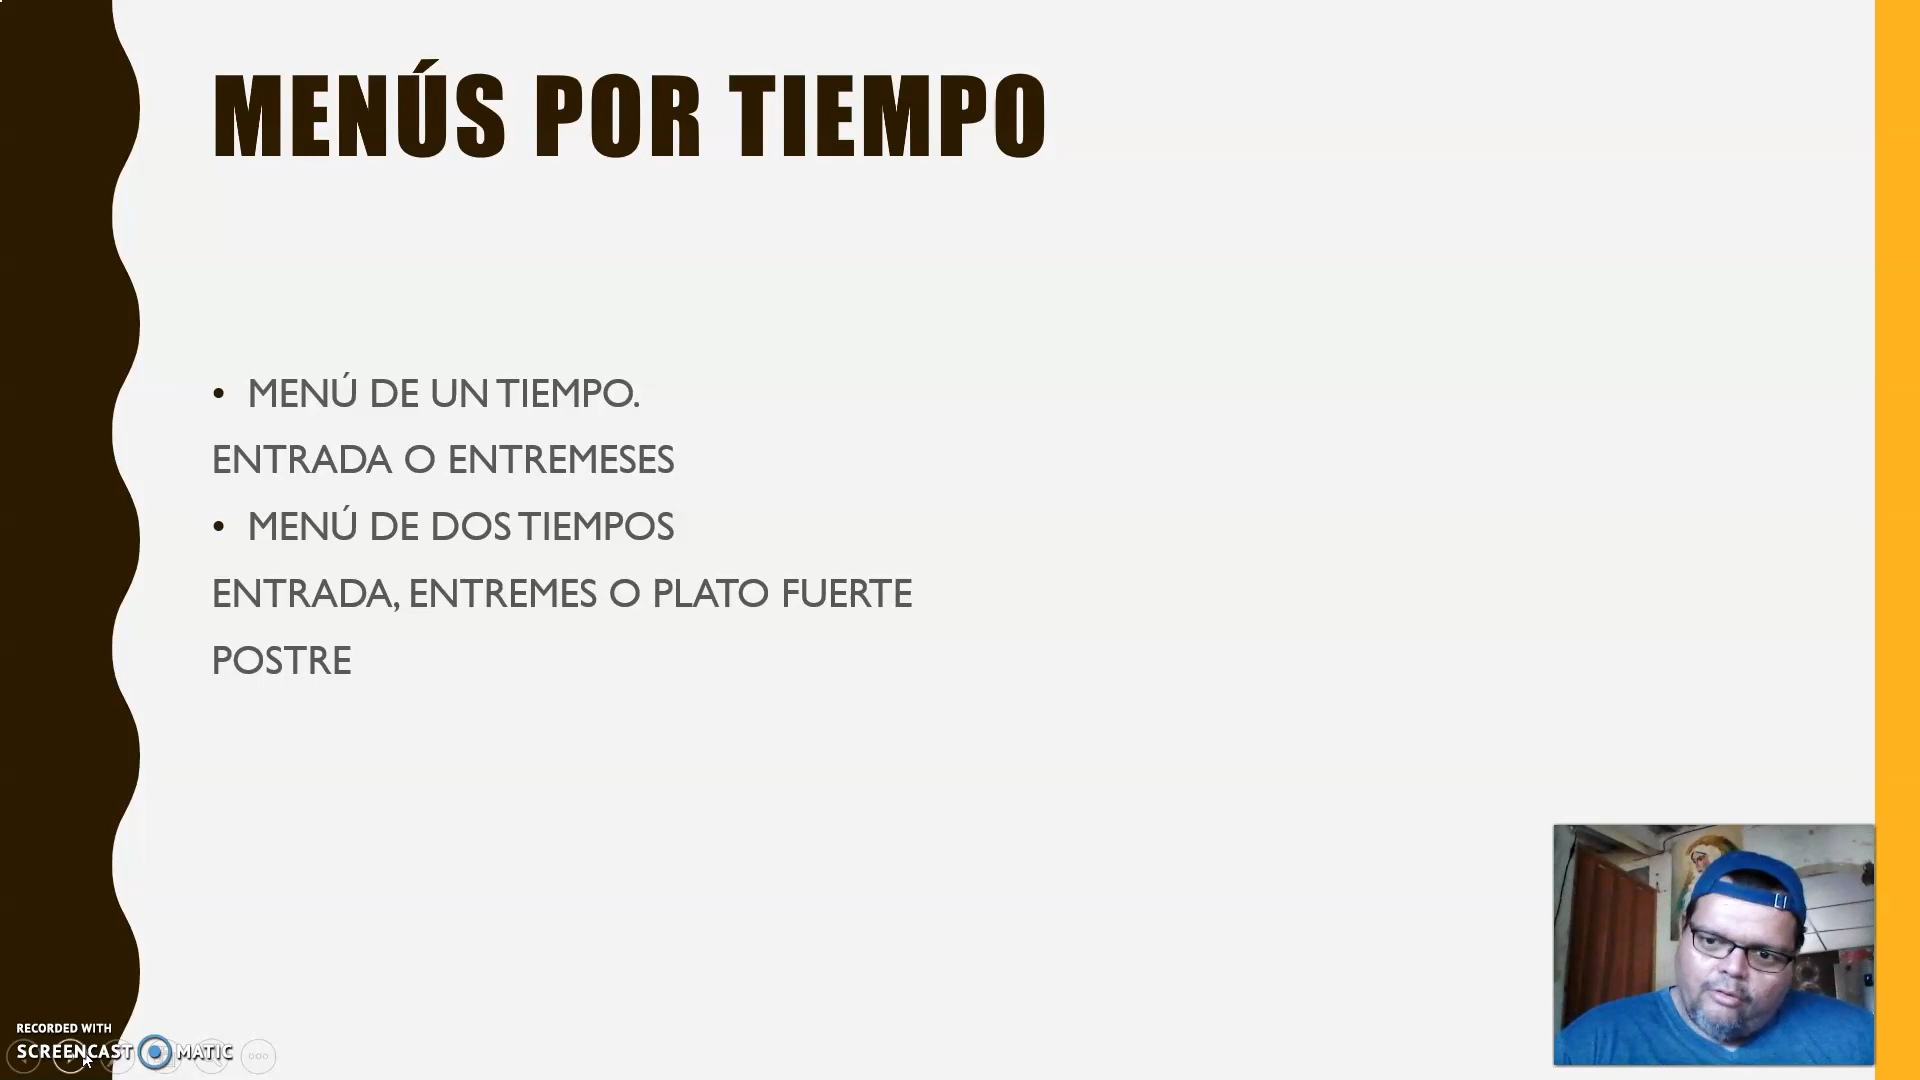 MENÚS POR TIEMPO
• MENÚ DE UN TIEMPO.
ENTRADA O ENTREMESES
• MENÚ DE DOS TIEMPOS
ENTRADA, ENTREMES O PLATO FUERTE
POSTRE
RECORDED WITH
SCREENCAST MATIC